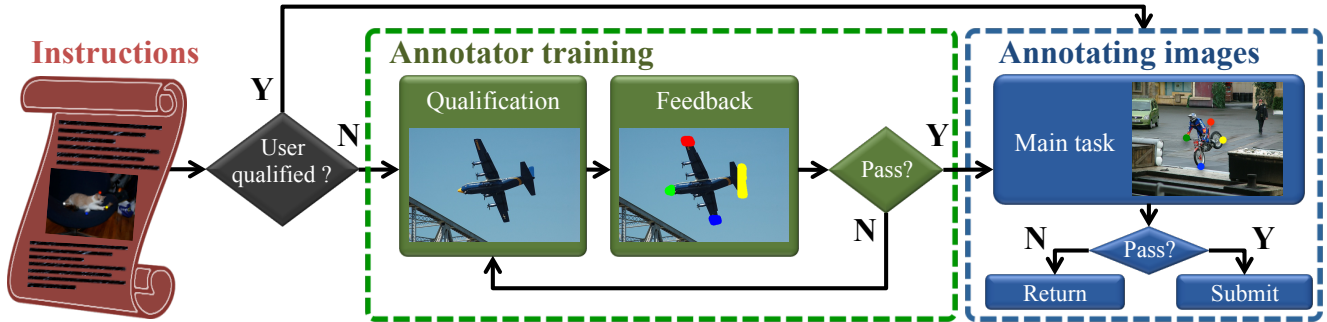 Instructions
Y
User
qualified ?
N
Annotator training
Qualification
Feedback
Pass?
Y
N
Annotating images
Main task
Pass?
N
Y
Return
Submit